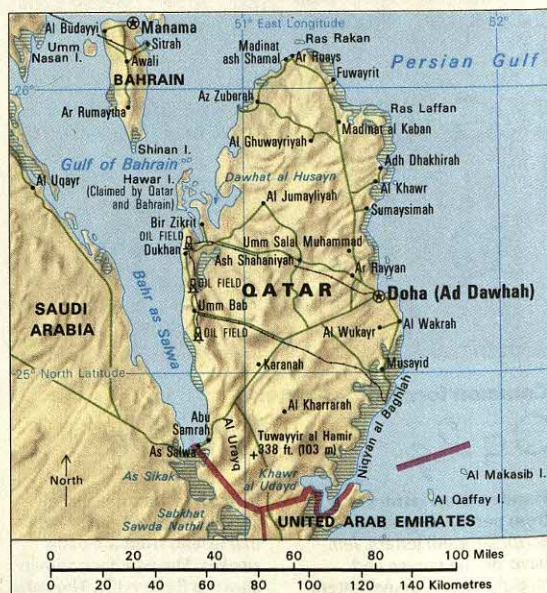 51° East Longitude
52°
Al Budayyi
Manama
Umm
Nasan I.
Sitrah
Awali
BAHRAIN
26°
Ar Rumaytha
Shinan I.
Gulf of Bahrain
Hawar I.
(Claimed by Qatar
and Bahrain)
Al Uqayr
Madinat
ash Shamal
Ras Rakan
Ar Ruays
Persian Gulf
Fuwayrit
Az Zubarah
Ras Laffan
Madinat al Kaban
Al Ghuwayriyah
Adh Dhakhirah
Dawhat al Husayn
Al Khawr
Al Jumayliyah
Sumaysimah
Bir Zikrit
OIL FIELD
Dukhan
Umm Salal Muhammad
Ash Shahaniyah
Ar Rayyan
OIL FIELD
QATAR
Doha (Ad Dawhah)
Umm Bab
SAUDI
ARABIA
Bahr as Salwa
OIL FIELD
Al Wukayr
Al Wakrah
25° North Latitude
25°
Karanah
Musayid
Al Kharrarah
Abu
Samrah
Al Urayq
Niqyan al Baghlah
As Salwa
Tuwayyir al Hamir
338 ft. (103 m)
North
As Sikak
Khawr
al Udayd
Al Makasib I.
Al Qaffay I.
Sabkhat
Sawda Nathil
UNITED ARAB EMIRATES
0 20 40 60 80 100 Miles
0 20 40 60 80 100 120 140 Kilometres